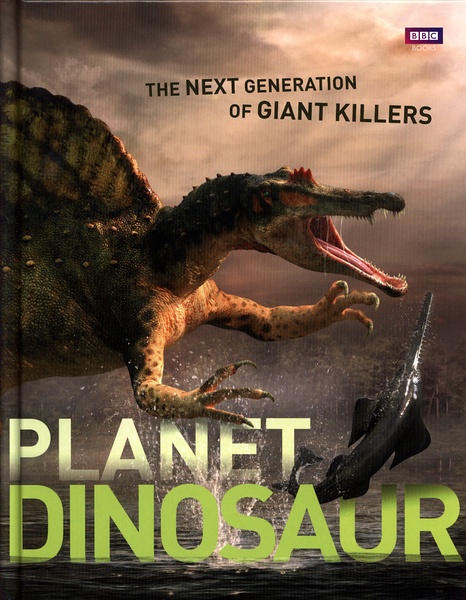 BBC
BOOKS
THE NEXT GENERATION
OF GIANT KILLERS
PLANET
DINOSAUR